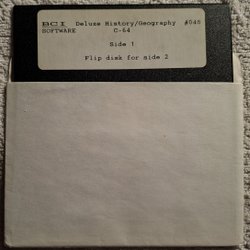 BCI Deluxe History/Geography #048
SOFTWARE C-64
Side 1
Flip disk for side 2